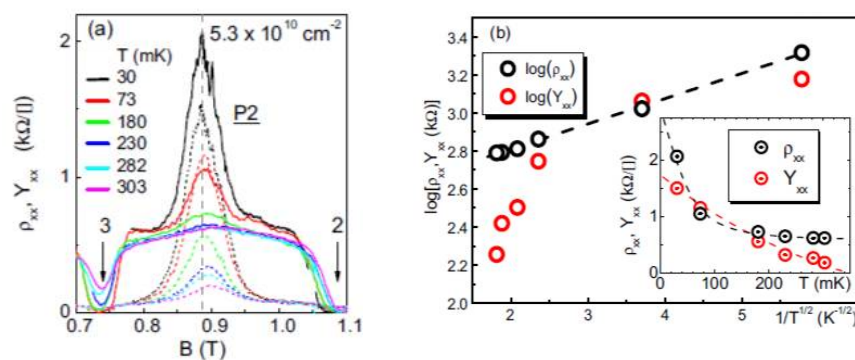 (a)
5.3 x 10¹⁰ cm⁻²
T (mK)
30
73
180
230
282
303
P2
3
2
2
1
0
ρxx, Yxx (kΩ/[])
0.7 0.8 0.9 1.0 1.1
B (T)
(b)
log(ρxx)
log(Yxx)
3.4
3.2
3.0
2.8
2.6
2.4
2.2
2.0
log[ρxx,Yxx (kΩ)]
2 3 4 5
1/T^1/2 (K^-1/2)
ρxx
Yxx
2
1
0
ρxx, Yxx (kΩ/[])
0 100 200
T (mK)